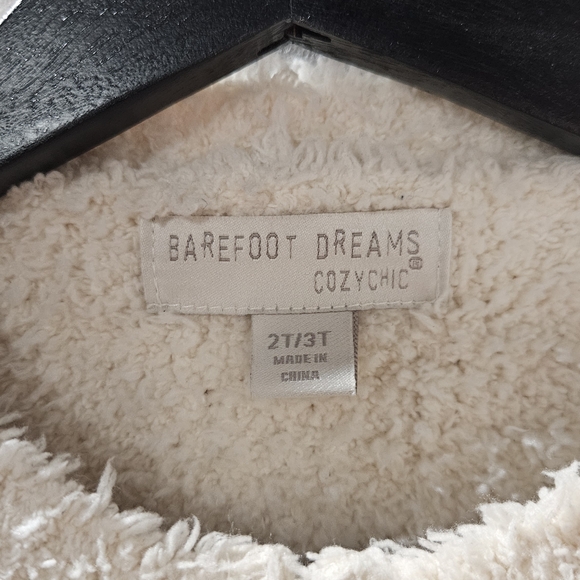 BAREFOOT DREAMS
COZYCHIC®
2T/3T
MADE IN
CHINA